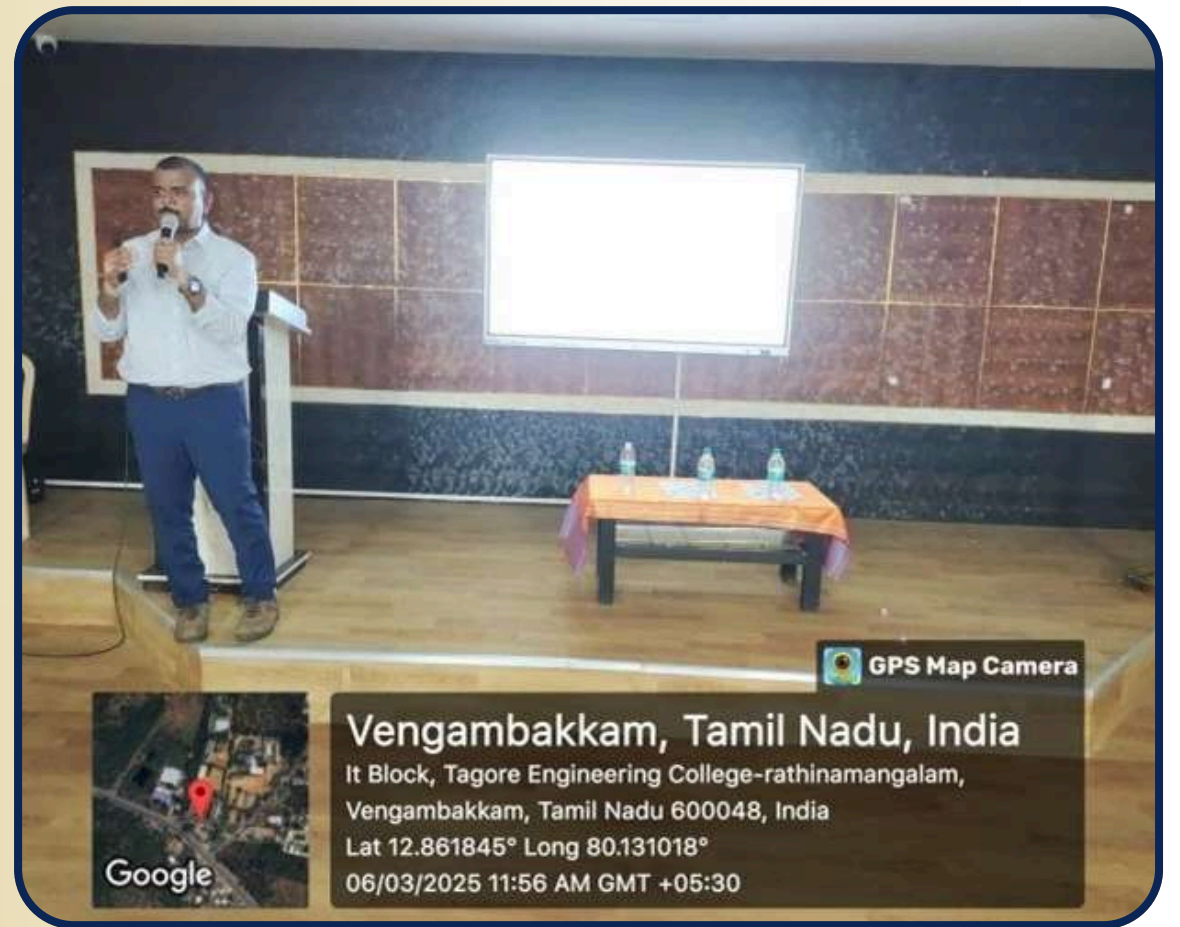 GPS Map Camera
Vengambakkam, Tamil Nadu, India
It Block, Tagore Engineering College-rathinamangalam,
Vengambakkam, Tamil Nadu 600048, India
Lat 12.861845° Long 80.131018°
06/03/2025 11:56 AM GMT +05:30
Google